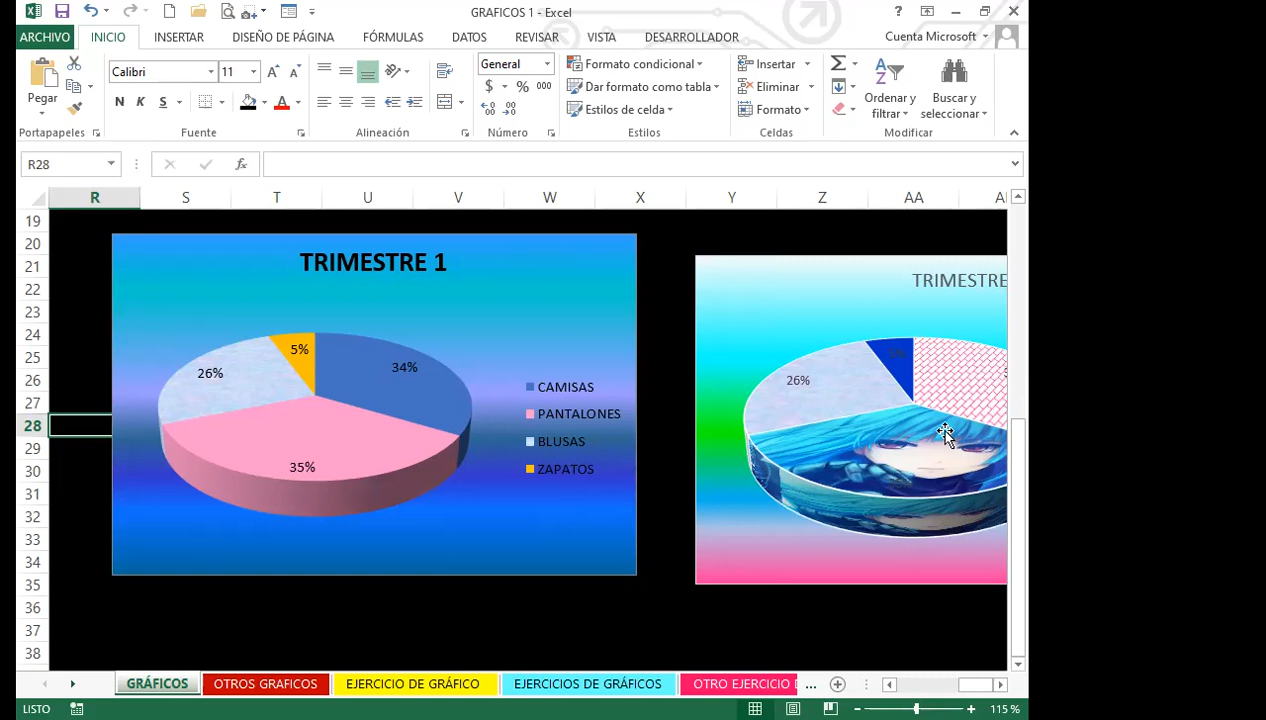 GRAFICOS 1 - Excel
?
ARCHIVO INICIO INSERTAR DISEÑO DE PÁGINA FÓRMULAS DATOS REVISAR VISTA DESARROLLADOR Cuenta Microsoft
Pegar
Portapapeles
Calibri 11
N K S A A A
Fuente
Alineación
General
$ % 000
Número
Formato condicional
Dar formato como tabla
Estilos de celda
Estilos
Insertar
Eliminar
Formato
Celdas
Ordenar y filtrar
Buscar y seleccionar
Modificar
R28 fx
R S T U V W X Y Z AA
19
20
21
22
23
24
25
26
27
28
29
30
31
32
33
34
35
36
37
38
TRIMESTRE 1
5%
34%
26%
35%
CAMISAS
PANTALONES
BLUSAS
ZAPATOS
TRIMESTRE
26%
GRÁFICOS OTROS GRAFICOS EJERCICIO DE GRÁFICO EJERCICIOS DE GRÁFICOS OTRO EJERCICIO ...
LISTO 115 %